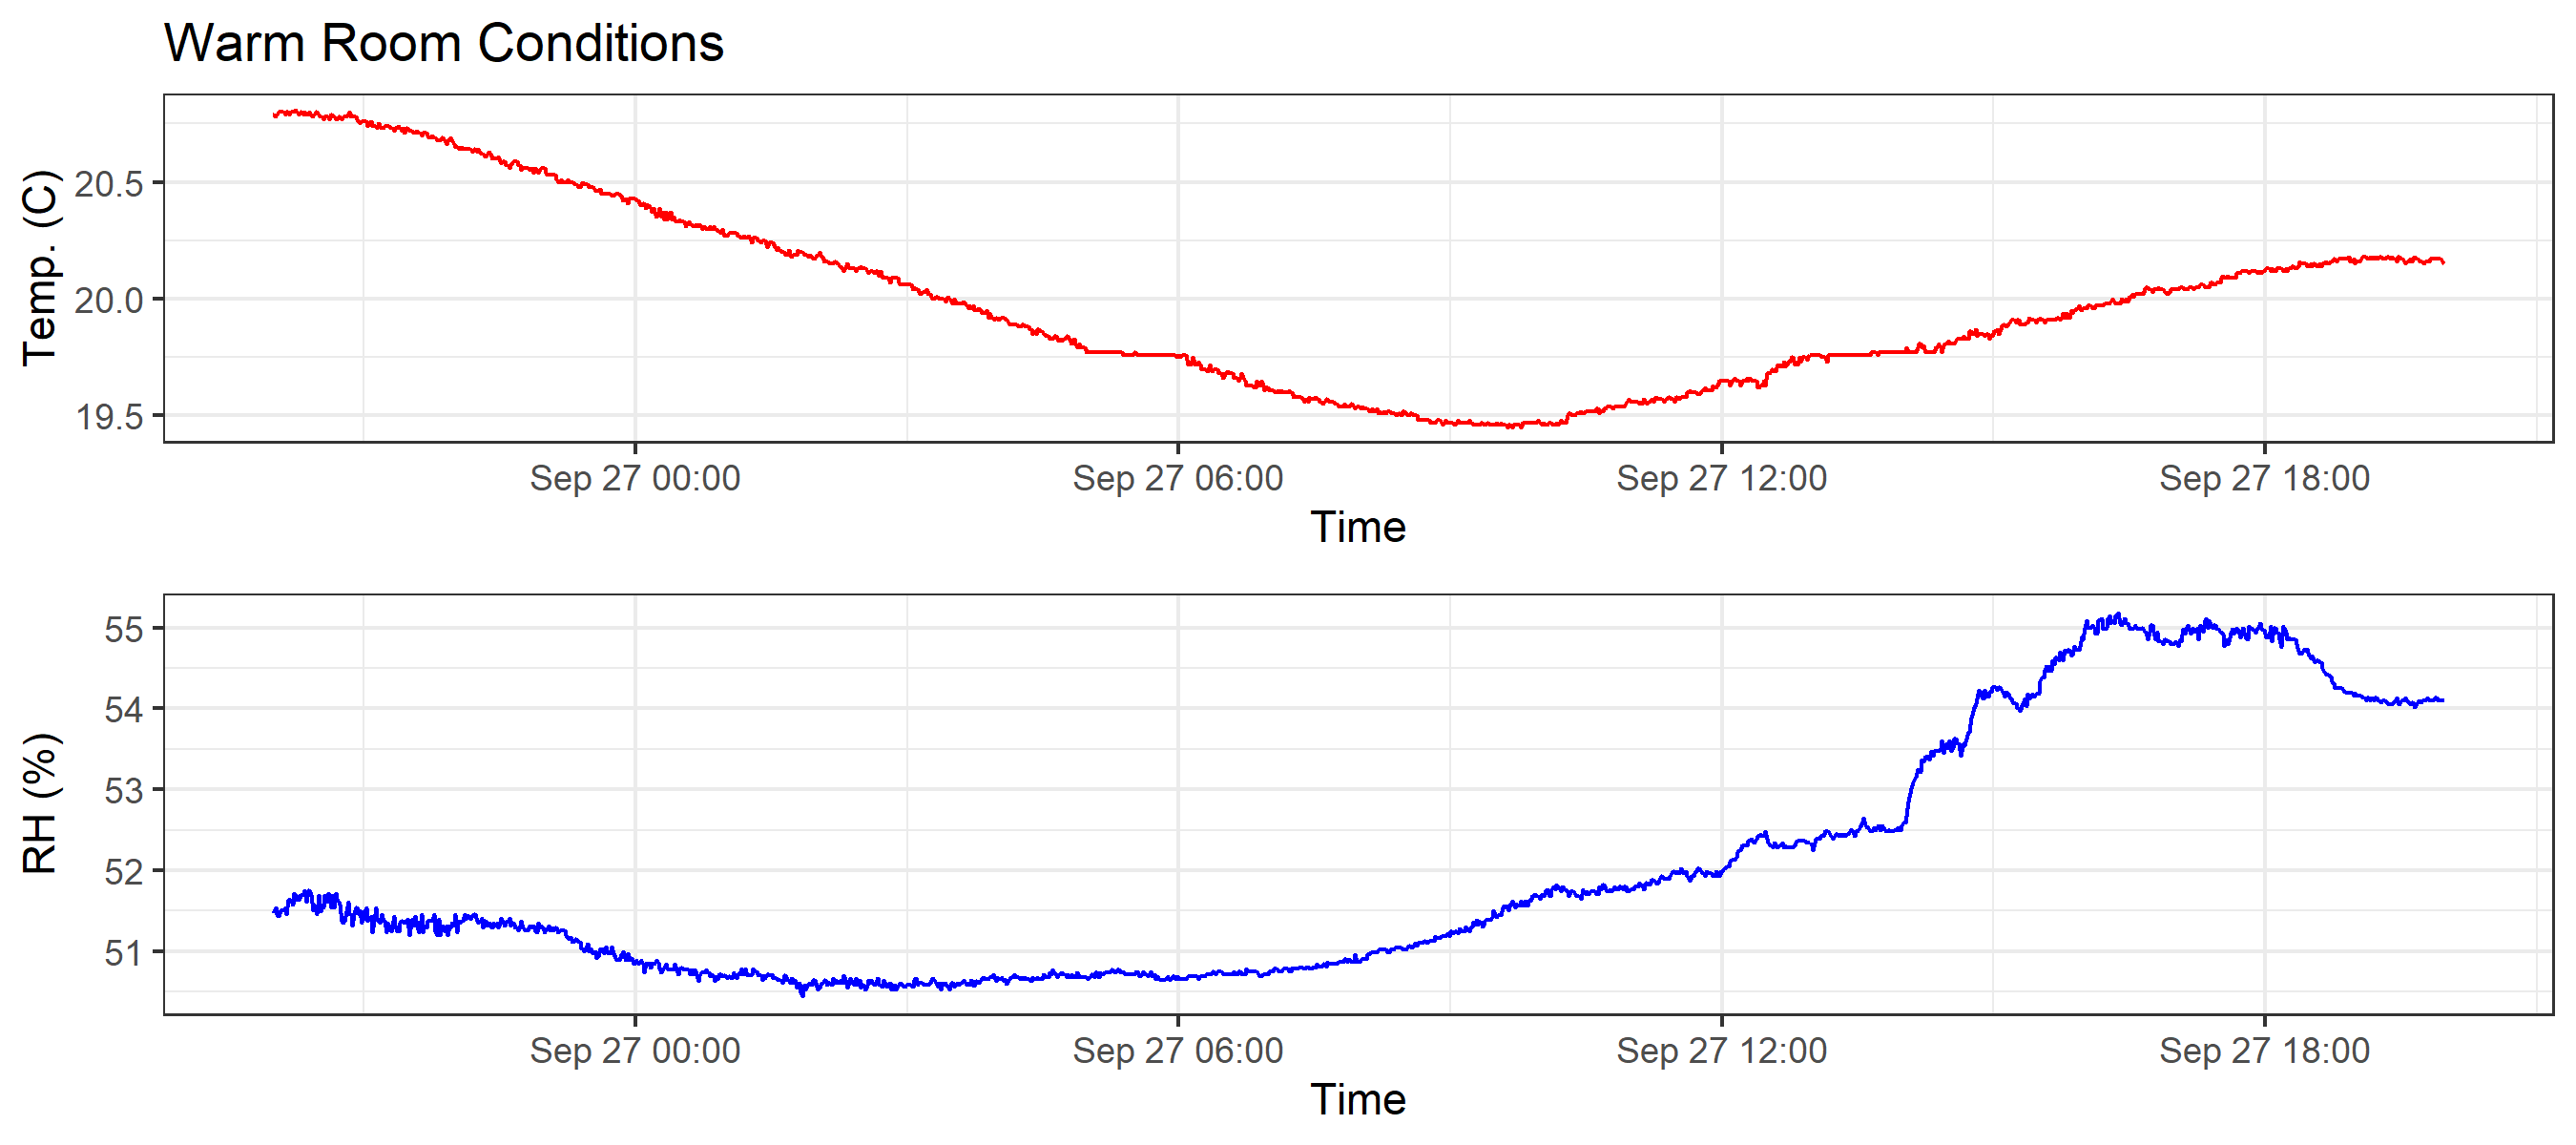 Warm Room Conditions
Temp. (C)
20.5
20.0
19.5
Sep 27 00:00 Sep 27 06:00 Sep 27 12:00 Sep 27 18:00
Time
RH (%)
55
54
53
52
51
Sep 27 00:00 Sep 27 06:00 Sep 27 12:00 Sep 27 18:00
Time